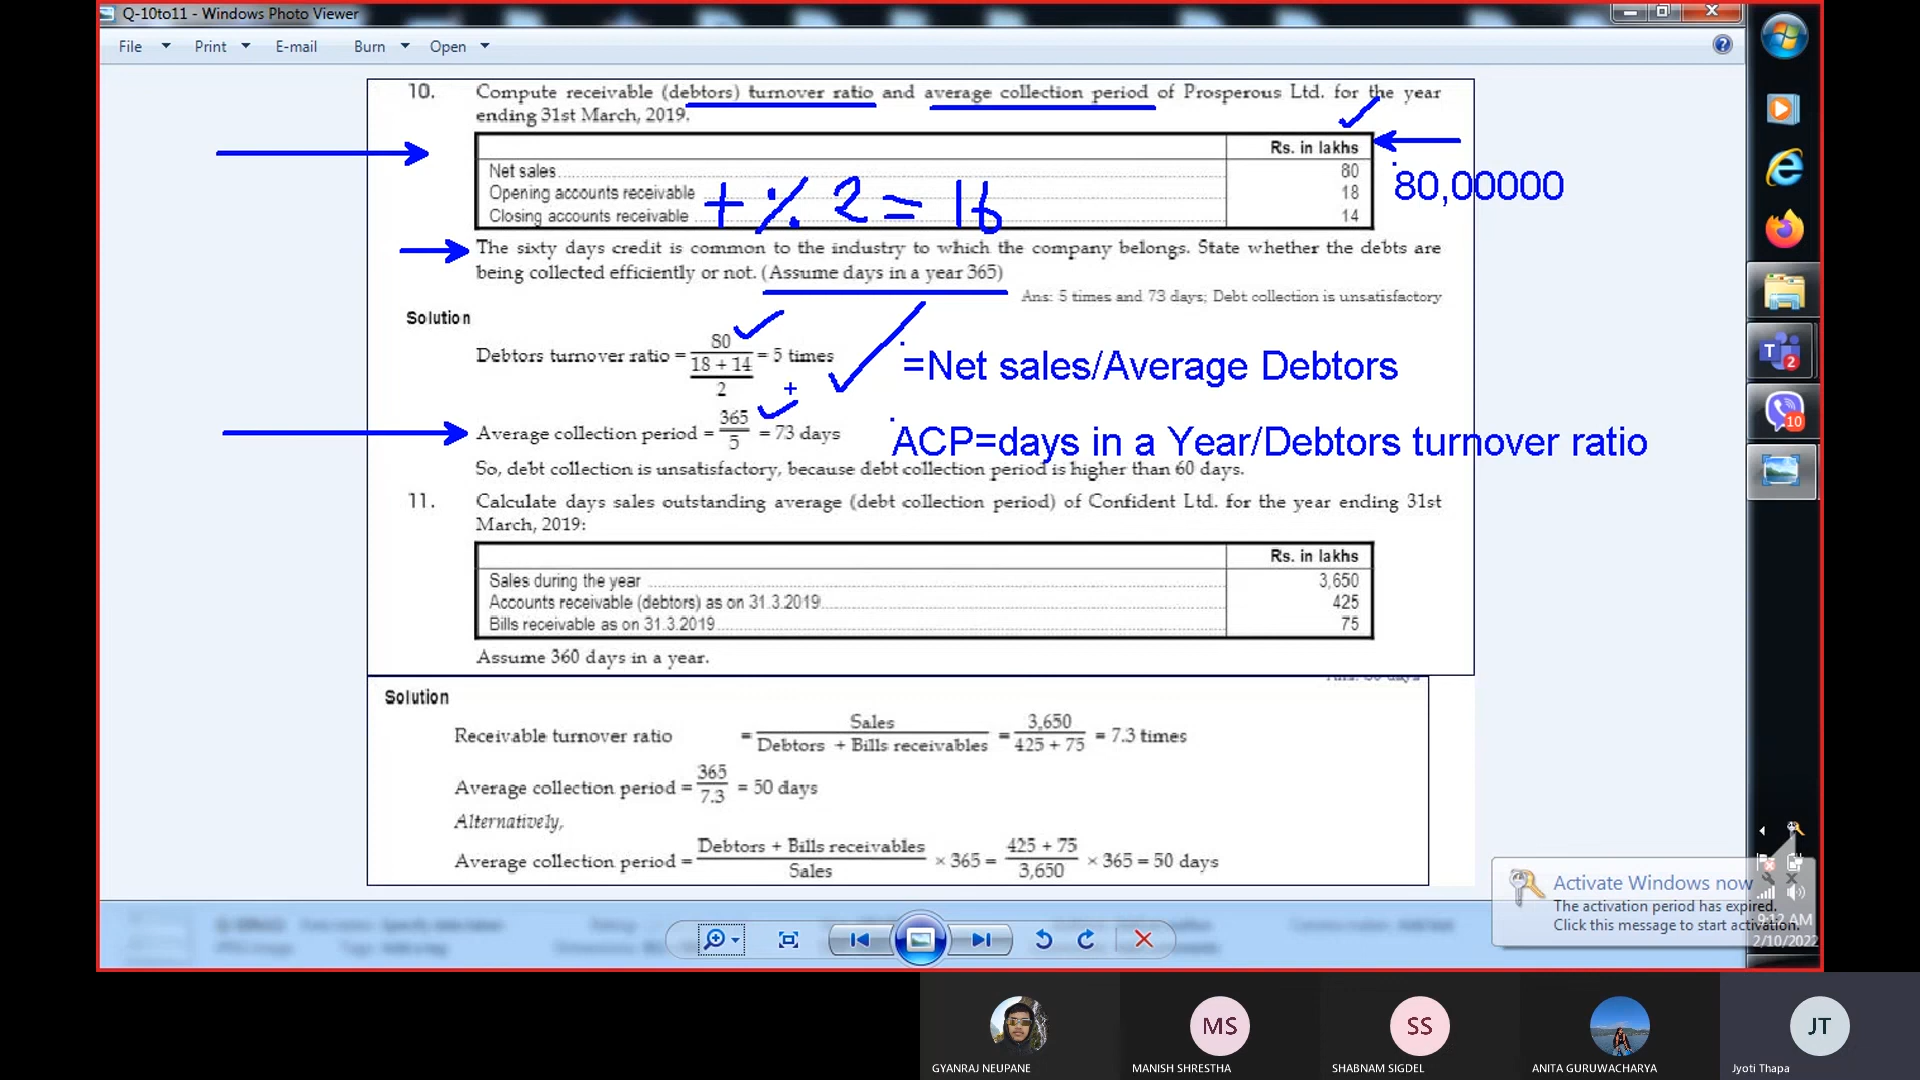 Q-10to11 - Windows Photo Viewer
File Print E-mail Burn Open
10. Compute receivable (debtors) turnover ratio and average collection period of Prosperous Ltd. for the year
ending 31st March, 2019.
Rs. in lakhs
Net sales 80
Opening accounts receivable 18
Closing accounts receivable 14
+ % 2 = 16
80,00000
The sixty days credit is common to the industry to which the company belongs. State whether the debts are
being collected efficiently or not. (Assume days in a year 365)
Ans: 5 times and 73 days; Debt collection is unsatisfactory
Solution
Debtors turnover ratio = 80 / (18 + 14 / 2) = 5 times
=Net sales/Average Debtors
+
Average collection period = 365/5 = 73 days
ACP=days in a Year/Debtors turnover ratio
So, debt collection is unsatisfactory, because debt collection period is higher than 60 days.
11. Calculate days sales outstanding average (debt collection period) of Confident Ltd. for the year ending 31st
March, 2019:
Rs. in lakhs
Sales during the year 3,650
Accounts receivable (debtors) as on 31.3.2019 425
Bills receivable as on 31.3.2019 75
Assume 360 days in a year.
Solution
Receivable turnover ratio = Sales / Debtors + Bills receivables = 3,650 / 425 + 75 = 7.3 times
Average collection period = 365/7.3 = 50 days
Alternatively,
Average collection period = Debtors + Bills receivables / Sales × 365 = 425 + 75 / 3,650 × 365 = 50 days
T 2
10
Activate Windows now
The activation period has expired.
Click this message to start activation.
9:12 AM
2/10/2022
MS SS JT
GYANRAJ NEUPANE MANISH SHRESTHA SHABNAM SIGDEL ANITA GURUWACHARYA Jyoti Thapa